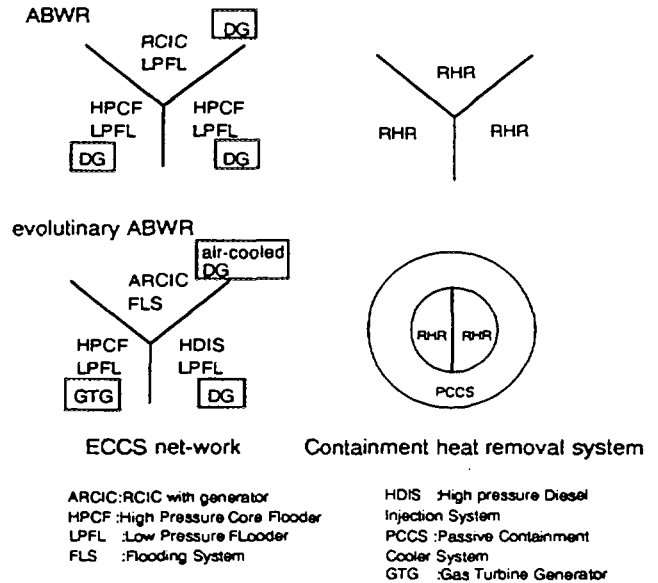 ABWR
DG
RCIC
LPFL
HPCF
LPFL
DG
HPCF
LPFL
DG
RHR
RHR
RHR
evolutinary ABWR
air-cooled
DG
ARCIC
FLS
HPCF
LPFL
GTG
HDIS
LPFL
DG
RHR
RHR
PCCS
ECCS net-work
Containment heat removal system
ARCIC:RCIC with generator
HPCF :High Pressure Core Flooder
LPFL :Low Pressure FLooder
FLS :Flooding System
HDIS :High pressure Diesel
Injection System
PCCS :Passive Containment
Cooler System
GTG :Gas Turbine Generator